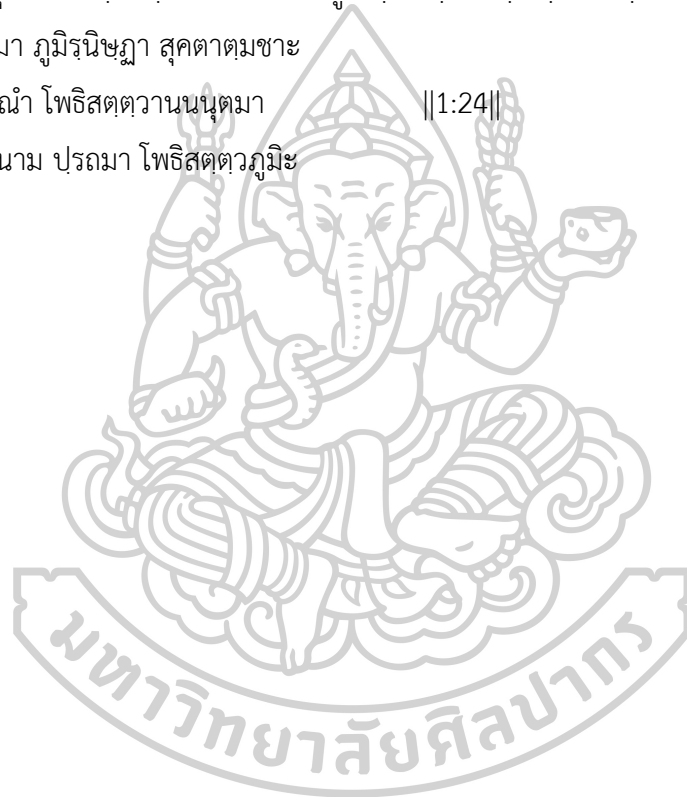 มา ภูมิรฺนิษฺฏา สุคตาตฺมชาะ
ณำ โพธิสตฺตฺวานนนุตฺมา ||1:24||
นาม ปฺรถมา โพธิสตฺตฺวภูมิะ
มหาวิทยาลัยศิลปากร